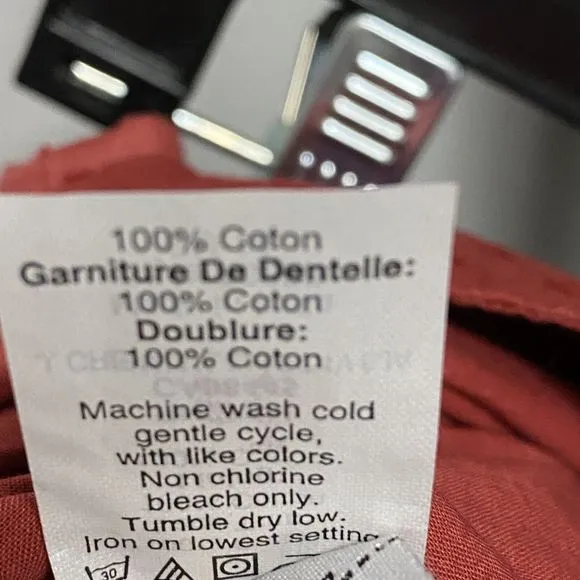 100% Coton
Garniture De Dentelle:
100% Coton
Doublure:
100% Coton
Machine wash cold
gentle cycle,
with like colors.
Non chlorine
bleach only.
Tumble dry low.
Iron on lowest setting
30